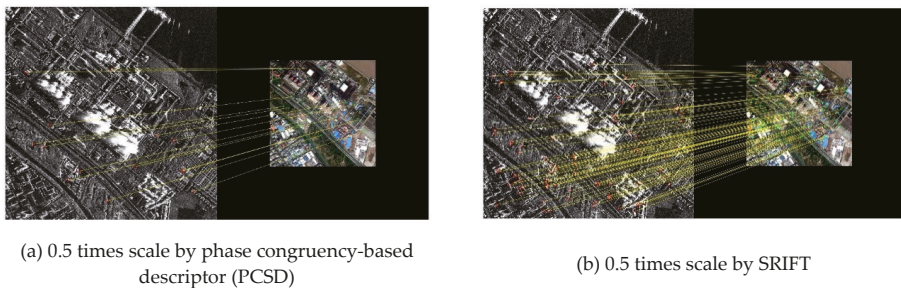 (a) 0.5 times scale by phase congruency-based
descriptor (PCSD)
(b) 0.5 times scale by SRIFT